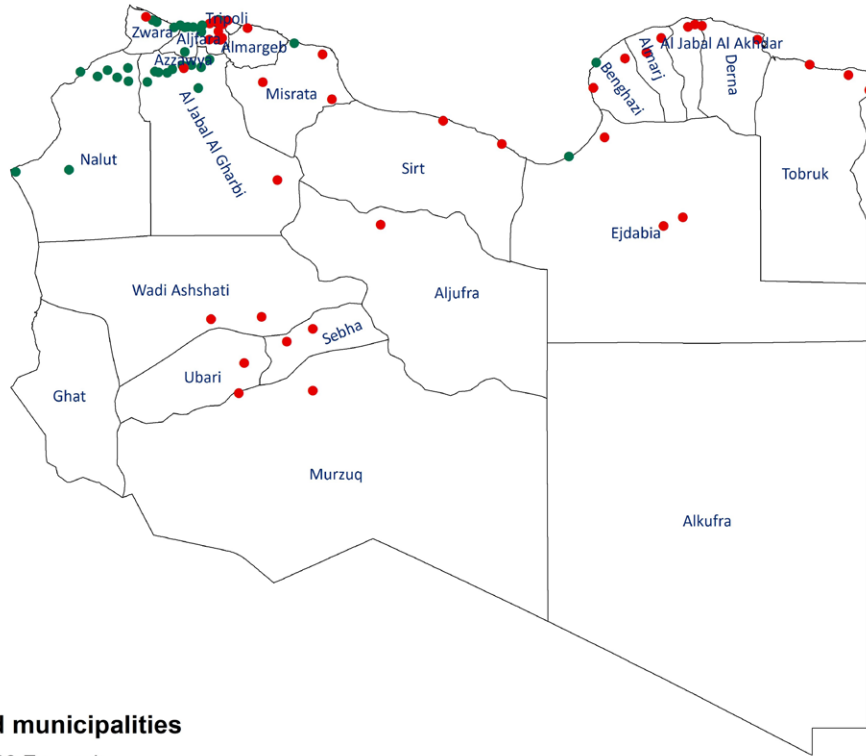 Tripoli
Zwara
Aljfara
Almargeb
Azzawya
Al Jabal Al Akhdar
Almarj
Derna
Benghazi
Misrata
Al Jabal Al Gharbi
Nalut
Sirt
Tobruk
Ejdabia
Wadi Ashshati
Aljufra
Sebha
Ubari
Ghat
Murzuq
Alkufra
municipalities